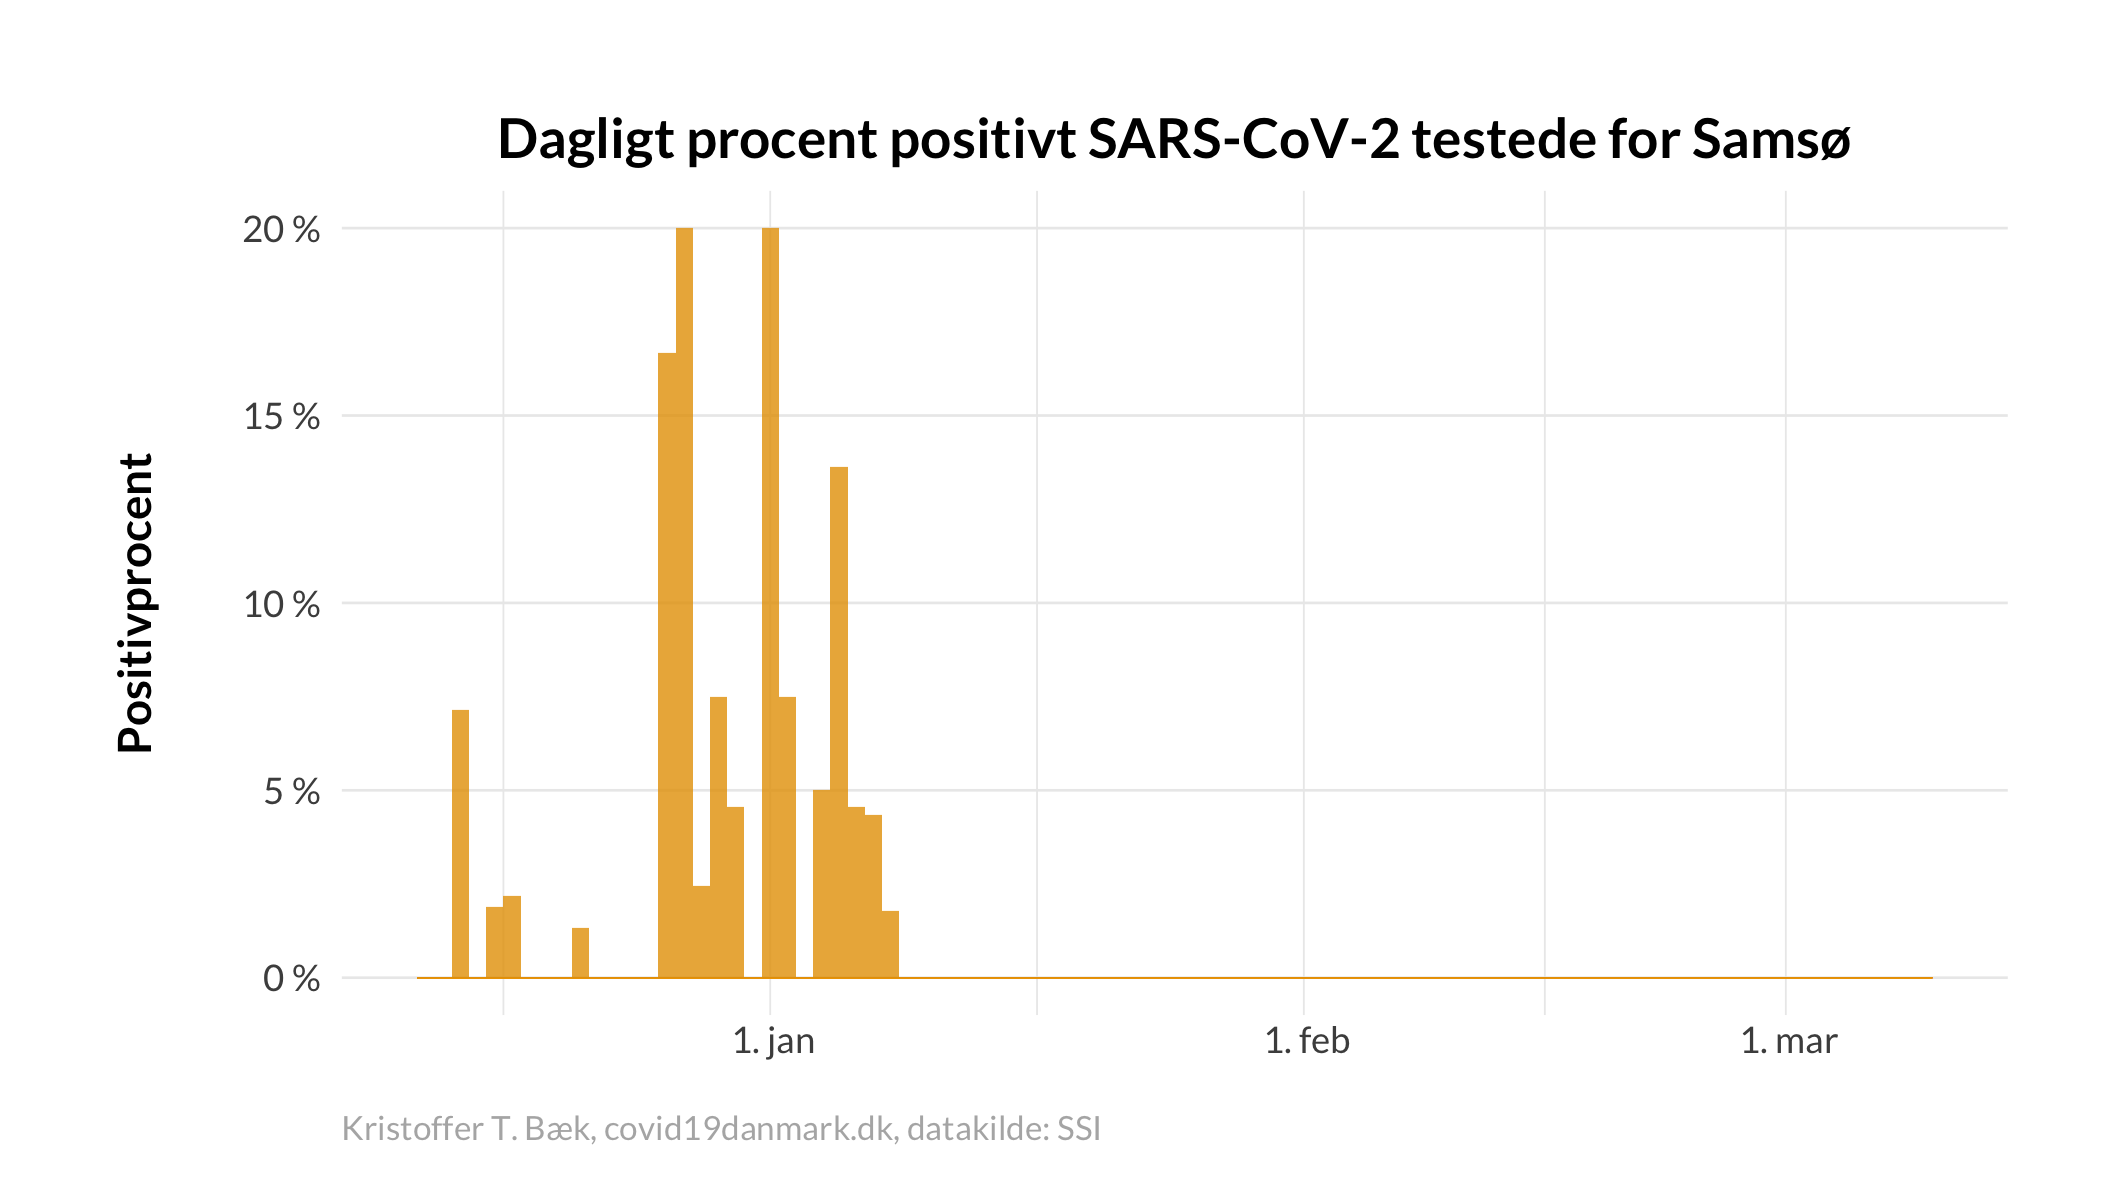 Dagligt procent positivt SARS-CoV-2 testede for Samsø
Positivprocent
20 %
15 %
10 %
5 %
0 %
1. jan
1. feb
1. mar
Kristoffer T. Bæk, covid19danmark.dk, datakilde: SSI